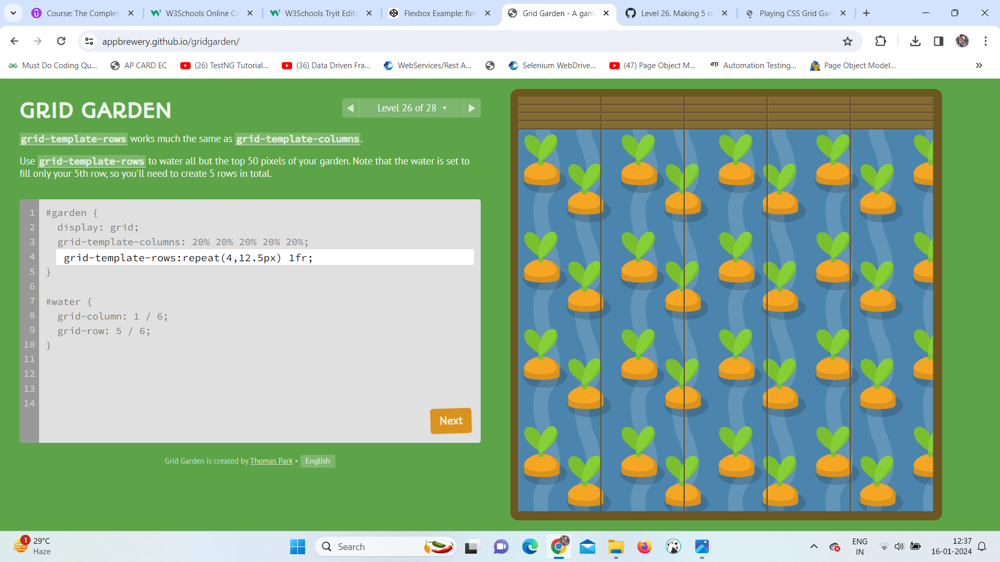 Course: The Complet
W3Schools Online Co
W3Schools Tryit Edito
Flexbox Example: flex
Grid Garden - A gam
Level 26. Making 5 ro
Playing CSS Grid Gar
appbrewery.github.io/gridgarden/
Must Do Coding Qu...
AP CARD EC
(26) TestNG Tutorial...
(36) Data Driven Fra...
WebServices/Rest A...
Selenium WebDrive...
(47) Page Object M...
Automation Testing...
Page Object Model...
GRID GARDEN
Level 26 of 28
grid-template-rows works much the same as grid-template-columns.
Use grid-template-rows to water all but the top 50 pixels of your garden. Note that the water is set to
fill only your 5th row, so you'll need to create 5 rows in total.
1 #garden {
2 display: grid;
3 grid-template-columns: 20% 20% 20% 20% 20%;
4 grid-template-rows:repeat(4,12.5px) 1fr;
5 }
6
7 #water {
8 grid-column: 1 / 6;
9 grid-row: 5 / 6;
10 }
11
12
13
14
Next
Grid Garden is created by Thomas Park • English
1
29°C
Haze
Search
ENG
IN
12:37
16-01-2024